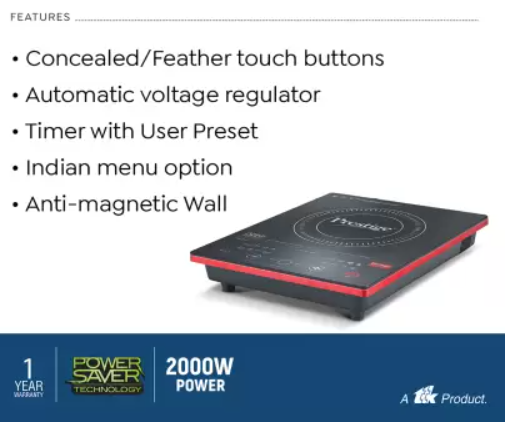 FEATURES
• Concealed/Feather touch buttons
• Automatic voltage regulator
• Timer with User Preset
• Indian menu option
• Anti-magnetic Wall
Prestige
1
YEAR
WARRANTY
POWER
SAVER
TECHNOLOGY
2000W
POWER
A ttk Product.